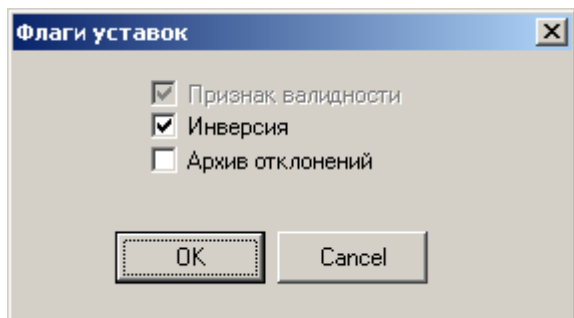 Флаги уставок
Признак валидности
Инверсия
Архив отклонений
OK
Cancel